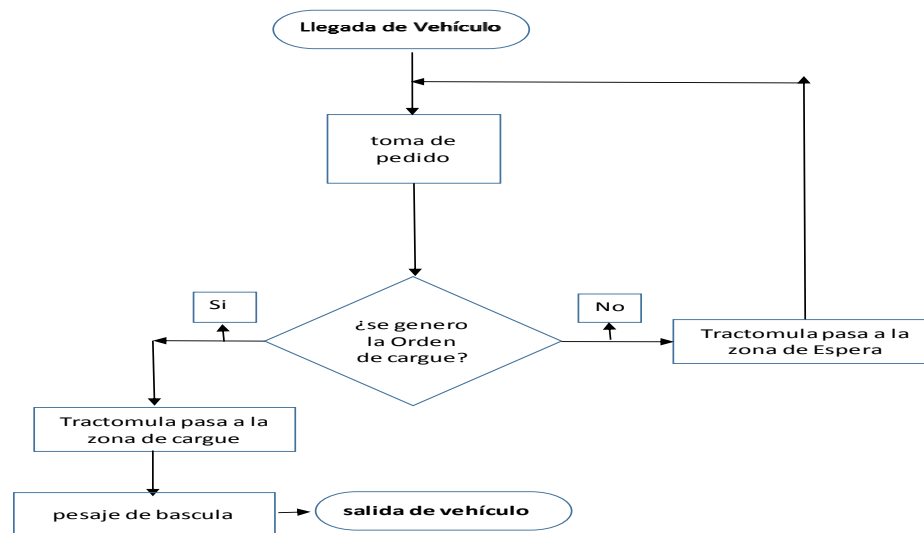 Llegada de Vehículo
toma de
pedido
¿se genero
la Orden
de cargue?
Si
No
Tractomula pasa a la
zona de Espera
Tractomula pasa a la
zona de cargue
pesaje de bascula
salida de vehículo